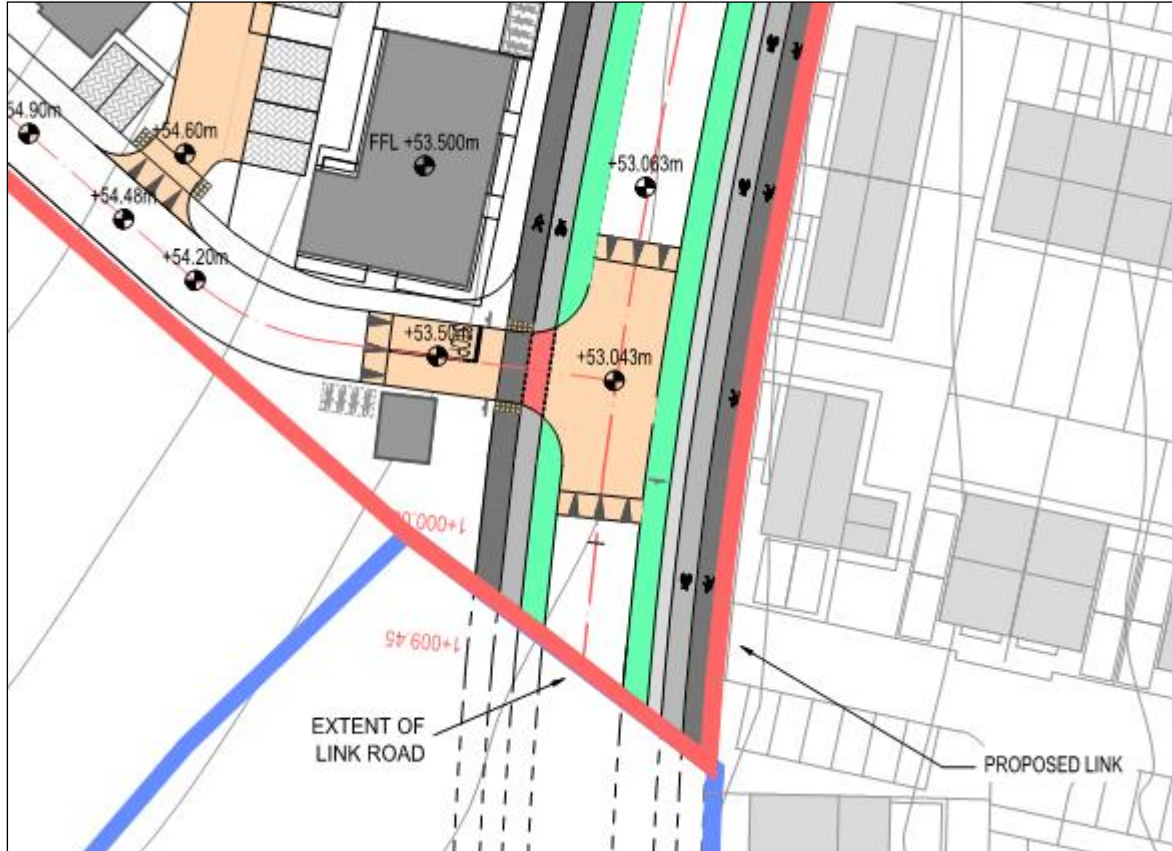 54.90m
+54.60m
FFL +53.500m
+53.063m
+54.48m
+54.20m
+53.50m
STOP
+53.043m
1+000.00
1+009.45
EXTENT OF
LINK ROAD
PROPOSED LINK